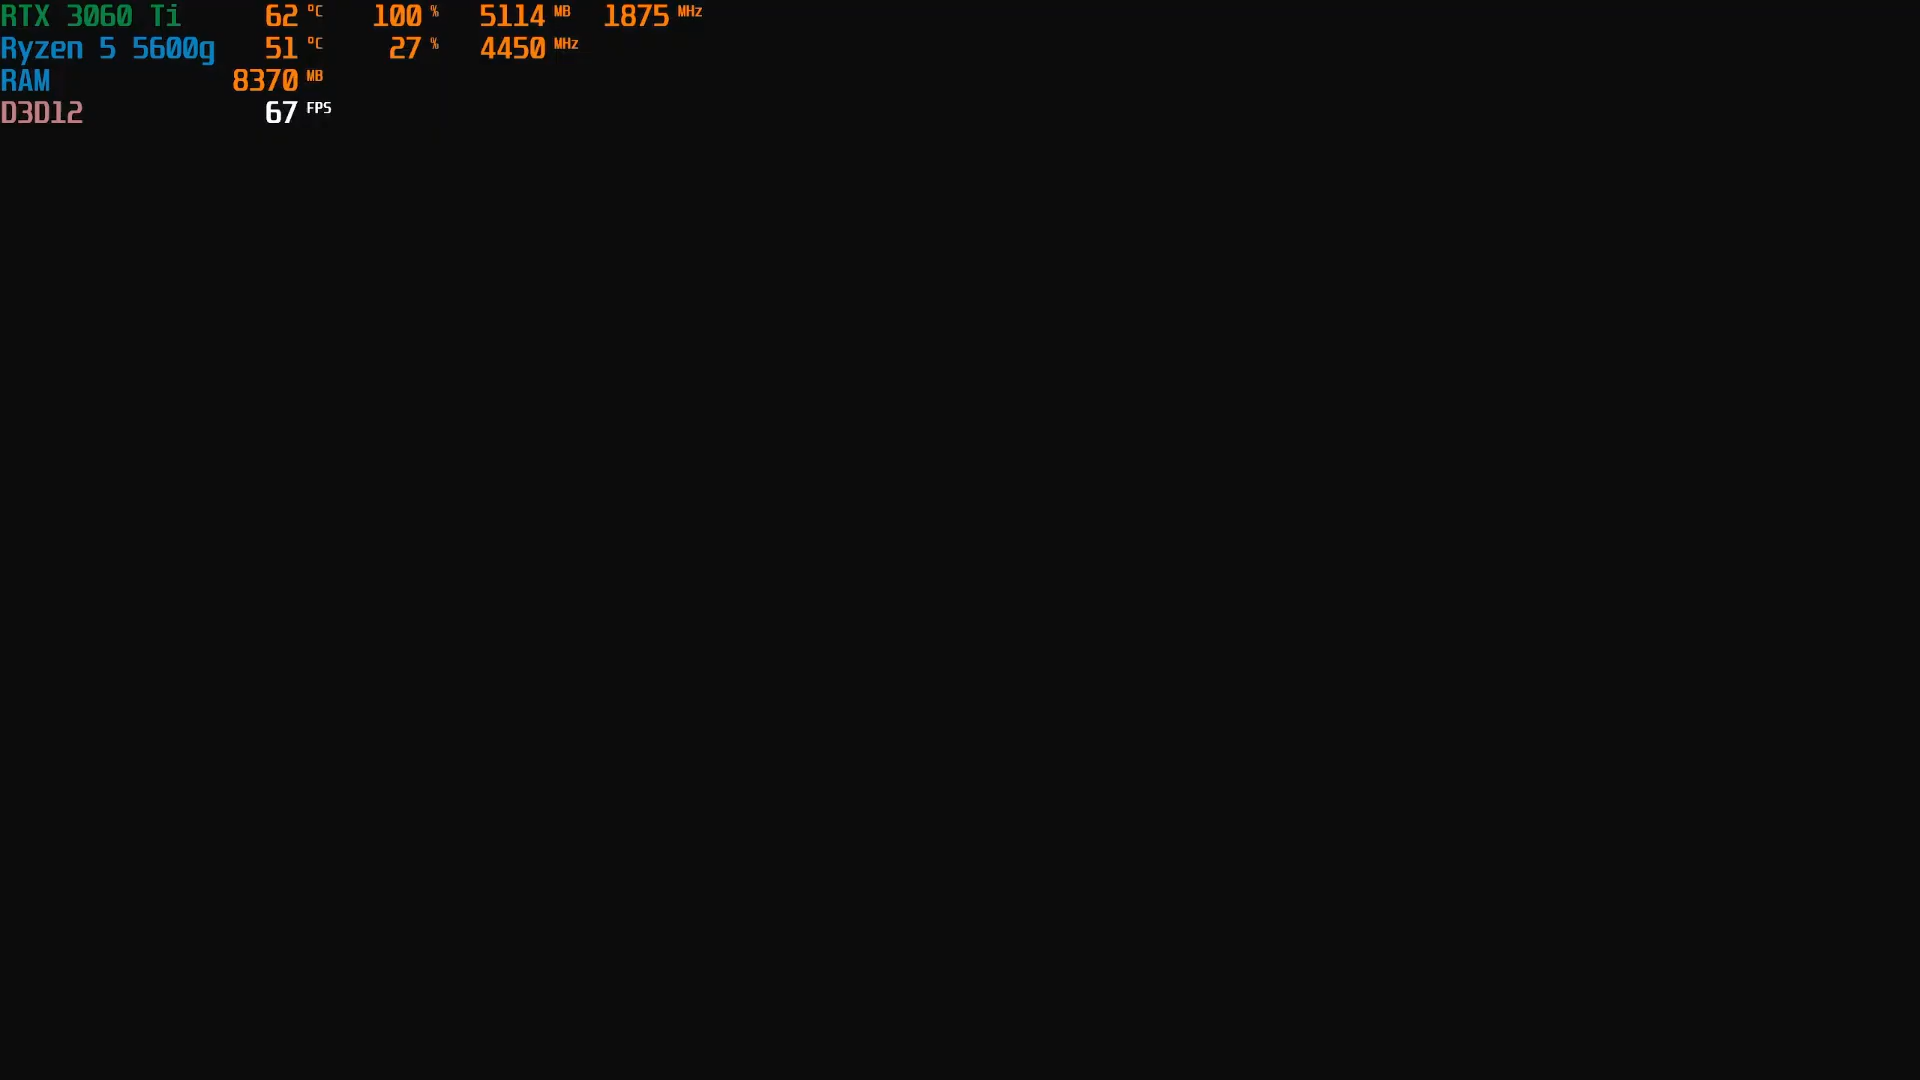 RTX 3060 Ti 62 °C 100 % 5114 MB 1875 MHz
Ryzen 5 5600g 51 °C 27 % 4450 MHz
RAM 8370 MB
D3D12 67 FPS